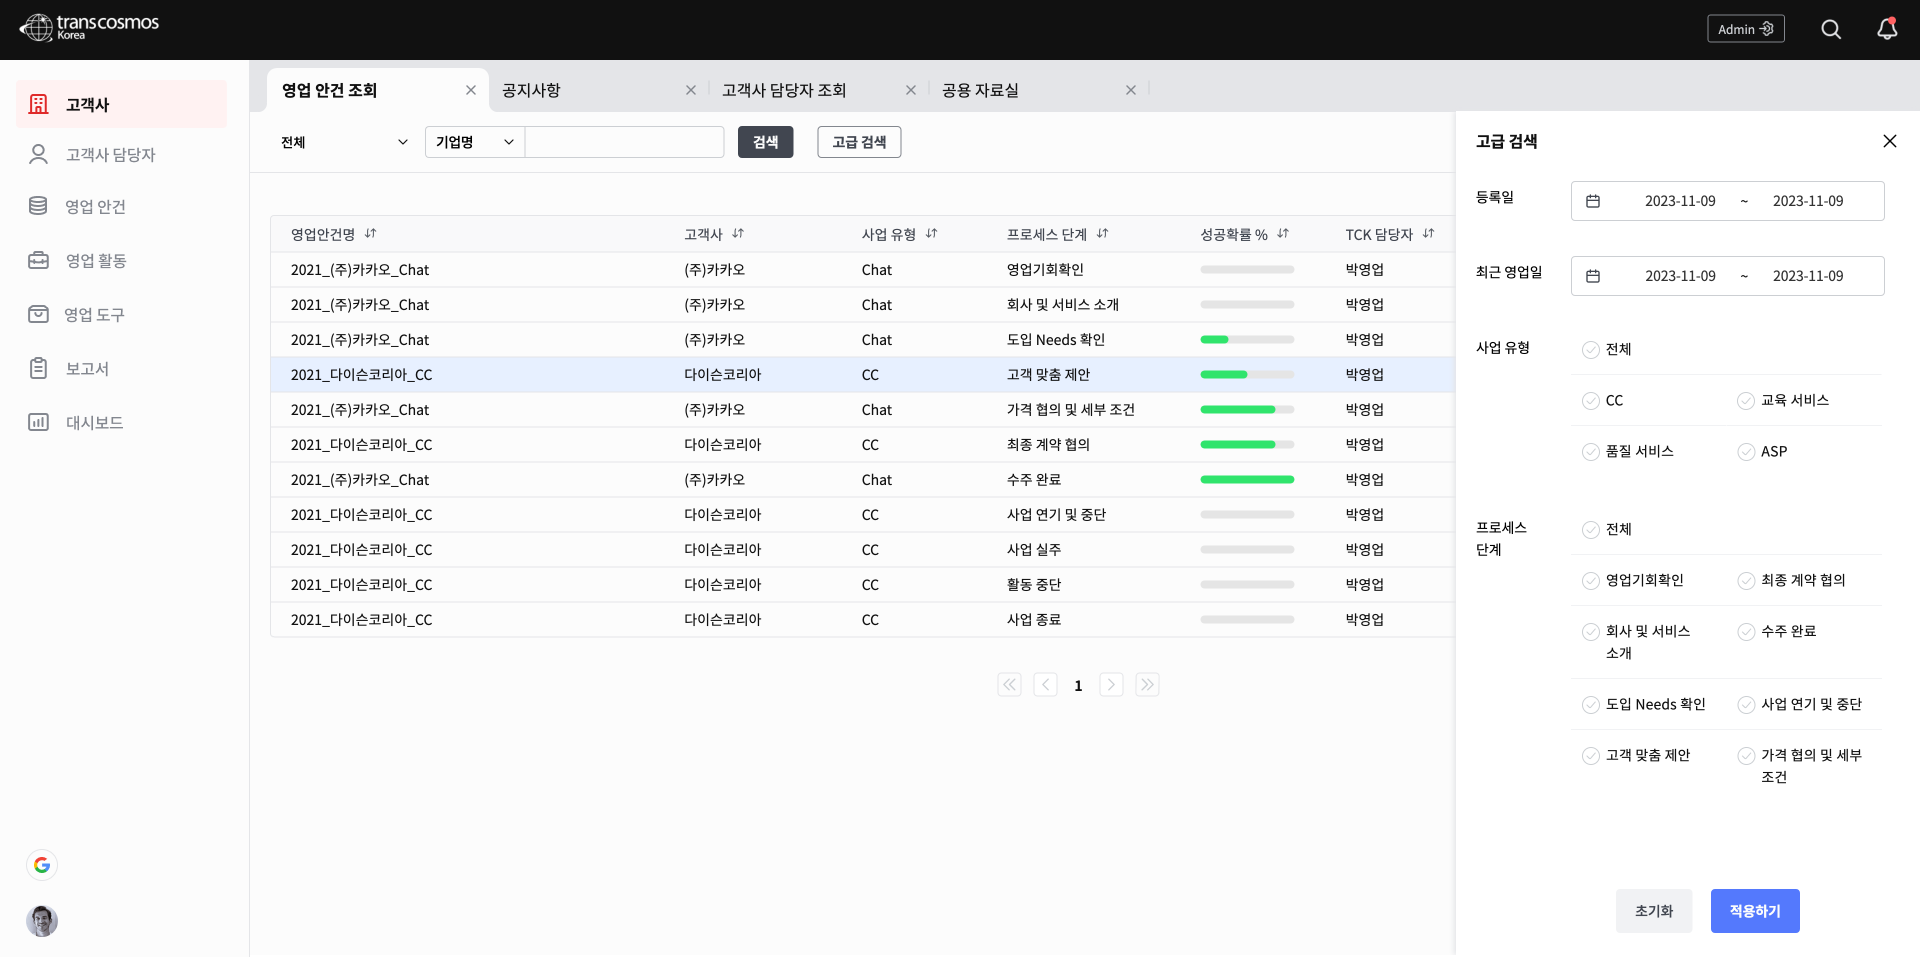 trans cosmos
Korea
Admin
고객사
고객사 담당자
영업 안건
영업 활동
영업 도구
보고서
대시보드
영업 안건 조회
공지사항
고객사 담당자 조회
공용 자료실
전체
기업명
검색
고급 검색
영업안건명 고객사 사업 유형 프로세스 단계 성공확률 % TCK 담당자
2021_(주)카카오_Chat (주)카카오 Chat 영업기회확인 박영업
2021_(주)카카오_Chat (주)카카오 Chat 회사 및 서비스 소개 박영업
2021_(주)카카오_Chat (주)카카오 Chat 도입 Needs 확인 박영업
2021_다이슨코리아_CC 다이슨코리아 CC 고객 맞춤 제안 박영업
2021_(주)카카오_Chat (주)카카오 Chat 가격 협의 및 세부 조건 박영업
2021_다이슨코리아_CC 다이슨코리아 CC 최종 계약 협의 박영업
2021_(주)카카오_Chat (주)카카오 Chat 수주 완료 박영업
2021_다이슨코리아_CC 다이슨코리아 CC 사업 연기 및 중단 박영업
2021_다이슨코리아_CC 다이슨코리아 CC 사업 실주 박영업
2021_다이슨코리아_CC 다이슨코리아 CC 활동 중단 박영업
2021_다이슨코리아_CC 다이슨코리아 CC 사업 종료 박영업
1
고급 검색
등록일 2023-11-09 ~ 2023-11-09
최근 영업일 2023-11-09 ~ 2023-11-09
사업 유형 전체
CC 교육 서비스
품질 서비스 ASP
프로세스
단계
전체
영업기회확인 최종 계약 협의
회사 및 서비스
소개
수주 완료
도입 Needs 확인 사업 연기 및 중단
고객 맞춤 제안
가격 협의 및 세부
조건
초기화 적용하기